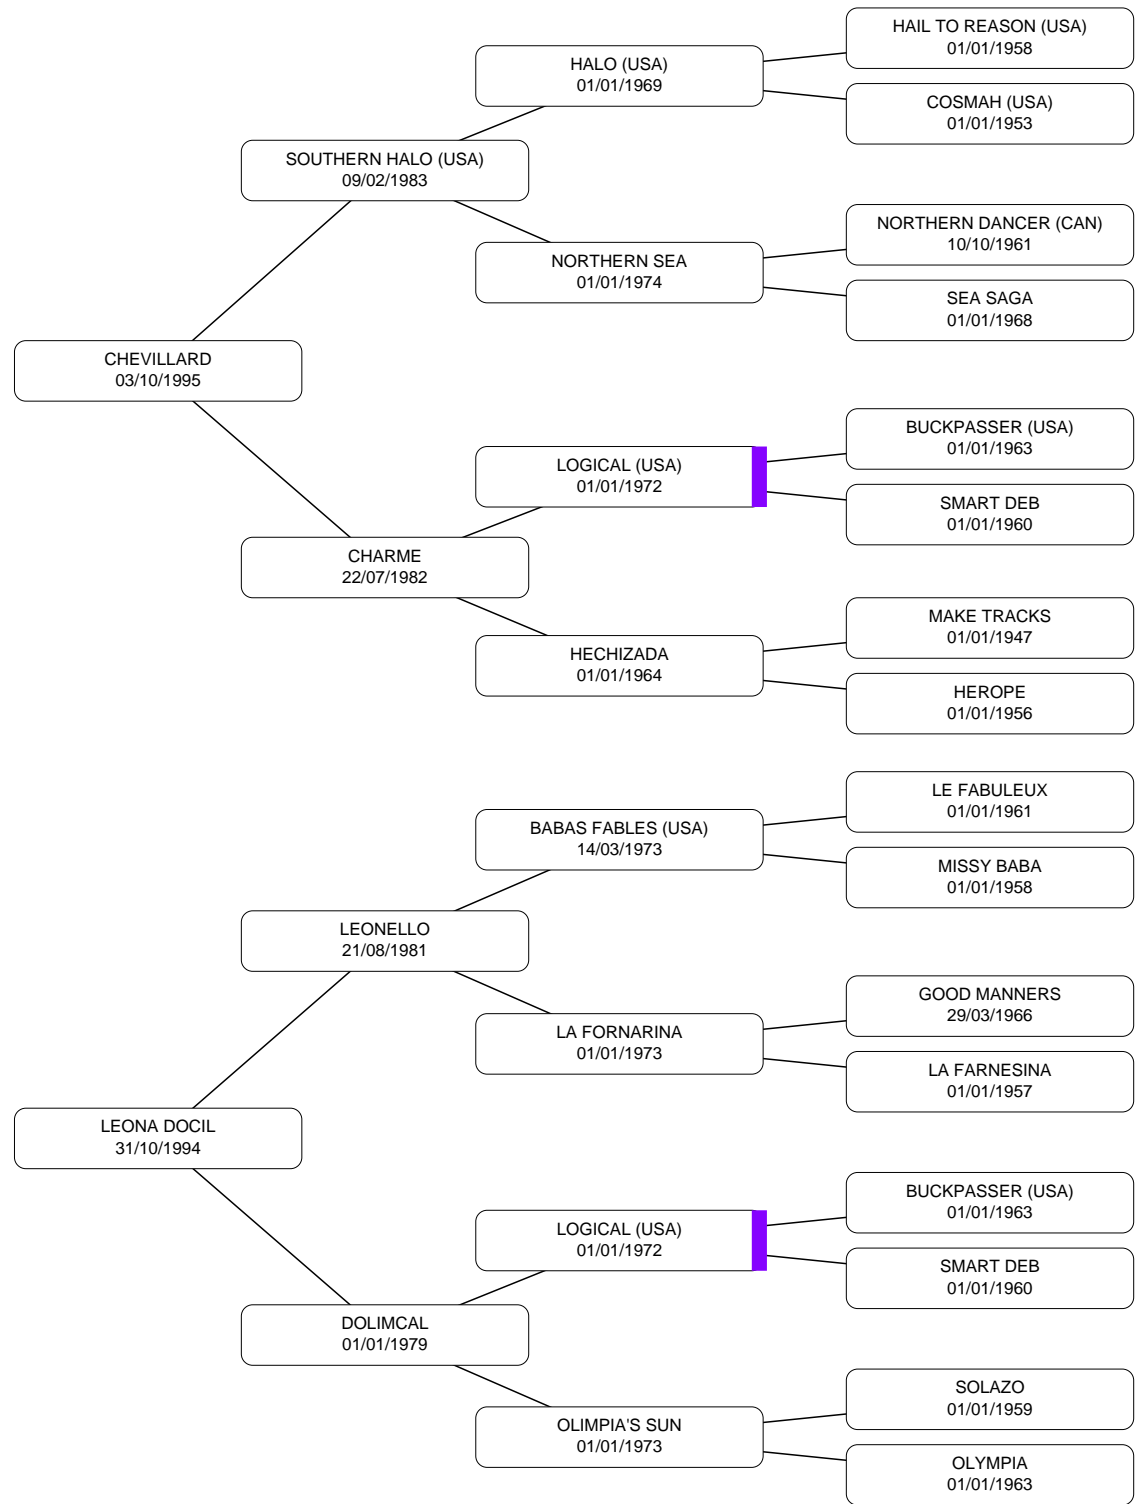 HAIL TO REASON (USA)
01/01/1958
HALO (USA)
01/01/1969
COSMAH (USA)
01/01/1953
SOUTHERN HALO (USA)
09/02/1983
NORTHERN DANCER (CAN)
10/10/1961
NORTHERN SEA
01/01/1974
SEA SAGA
01/01/1968
CHEVILLARD
03/10/1995
BUCKPASSER (USA)
01/01/1963
LOGICAL (USA)
01/01/1972
SMART DEB
01/01/1960
CHARME
22/07/1982
MAKE TRACKS
01/01/1947
HECHIZADA
01/01/1964
HEROPE
01/01/1956
LE FABULEUX
01/01/1961
BABAS FABLES (USA)
14/03/1973
MISSY BABA
01/01/1958
LEONELLO
21/08/1981
GOOD MANNERS
29/03/1966
LA FORNARINA
01/01/1973
LA FARNESINA
01/01/1957
LEONA DOCIL
31/10/1994
BUCKPASSER (USA)
01/01/1963
LOGICAL (USA)
01/01/1972
SMART DEB
01/01/1960
DOLIMCAL
01/01/1979
SOLAZO
01/01/1959
OLIMPIA'S SUN
01/01/1973
OLYMPIA
01/01/1963